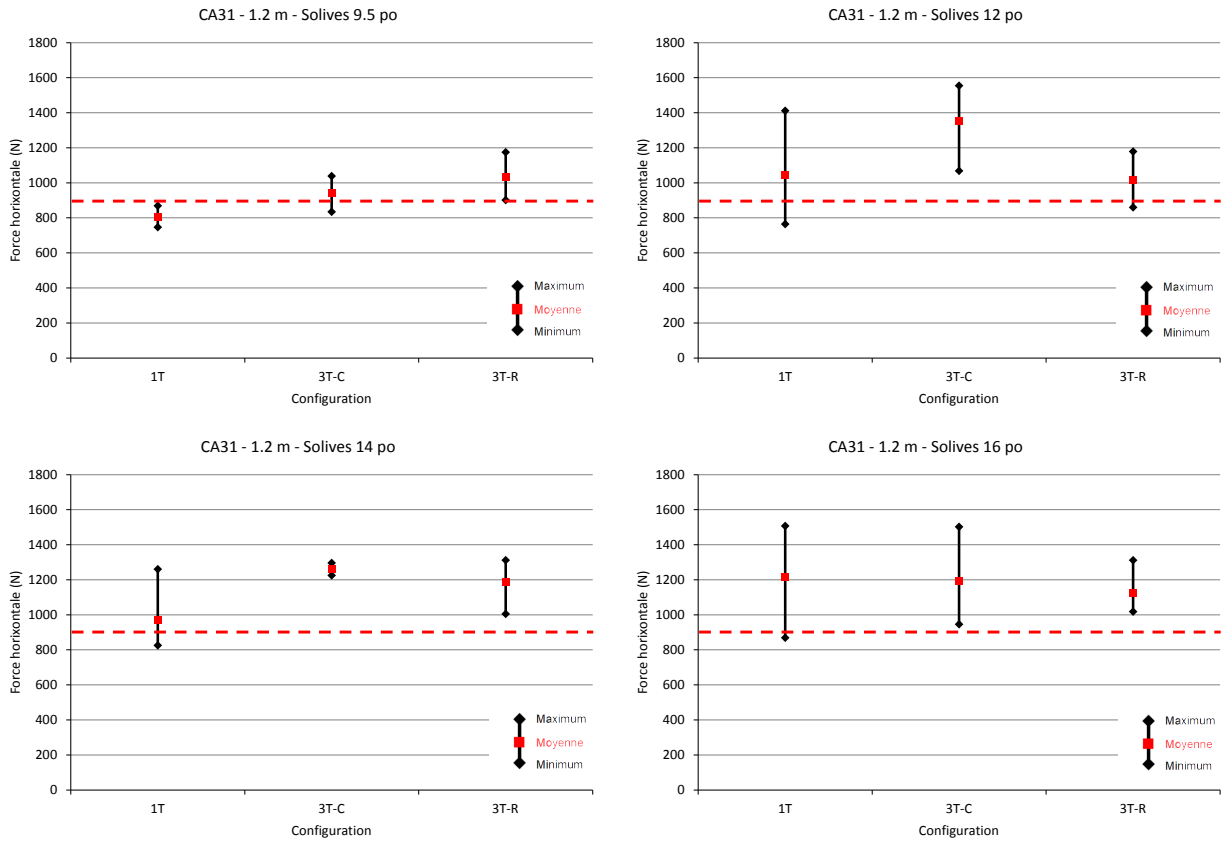 CA31 - 1.2 m - Solives 9.5 po
1800
1600
1400
1200
1000
800
600
400
200
0
Force horixontale (N)
Maximum
Moyenne
Minimum
1T
3T-C
3T-R
Configuration
CA31 - 1.2 m - Solives 12 po
1800
1600
1400
1200
1000
800
600
400
200
0
Force horixontale (N)
Maximum
Moyenne
Minimum
1T
3T-C
3T-R
Configuration
CA31 - 1.2 m - Solives 14 po
1800
1600
1400
1200
1000
800
600
400
200
0
Force horixontale (N)
Maximum
Moyenne
Minimum
1T
3T-C
3T-R
Configuration
CA31 - 1.2 m - Solives 16 po
1800
1600
1400
1200
1000
800
600
400
200
0
Force horixontale (N)
Maximum
Moyenne
Minimum
1T
3T-C
3T-R
Configuration